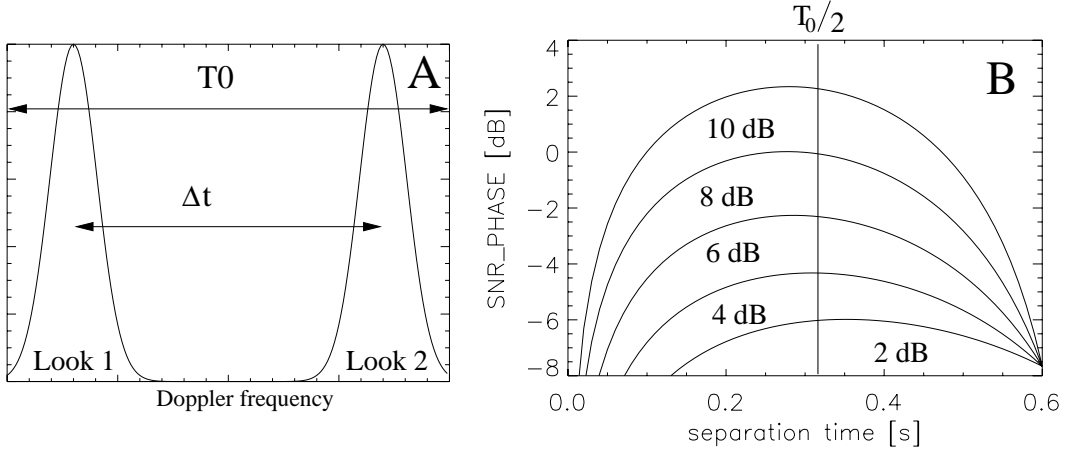 A
T0
Δt
Look 1
Look 2
Doppler frequency
T₀/2
B
SNR_PHASE [dB]
4
2
0
−2
−4
−6
−8
10 dB
8 dB
6 dB
4 dB
2 dB
0.0
0.2
0.4
0.6
separation time [s]